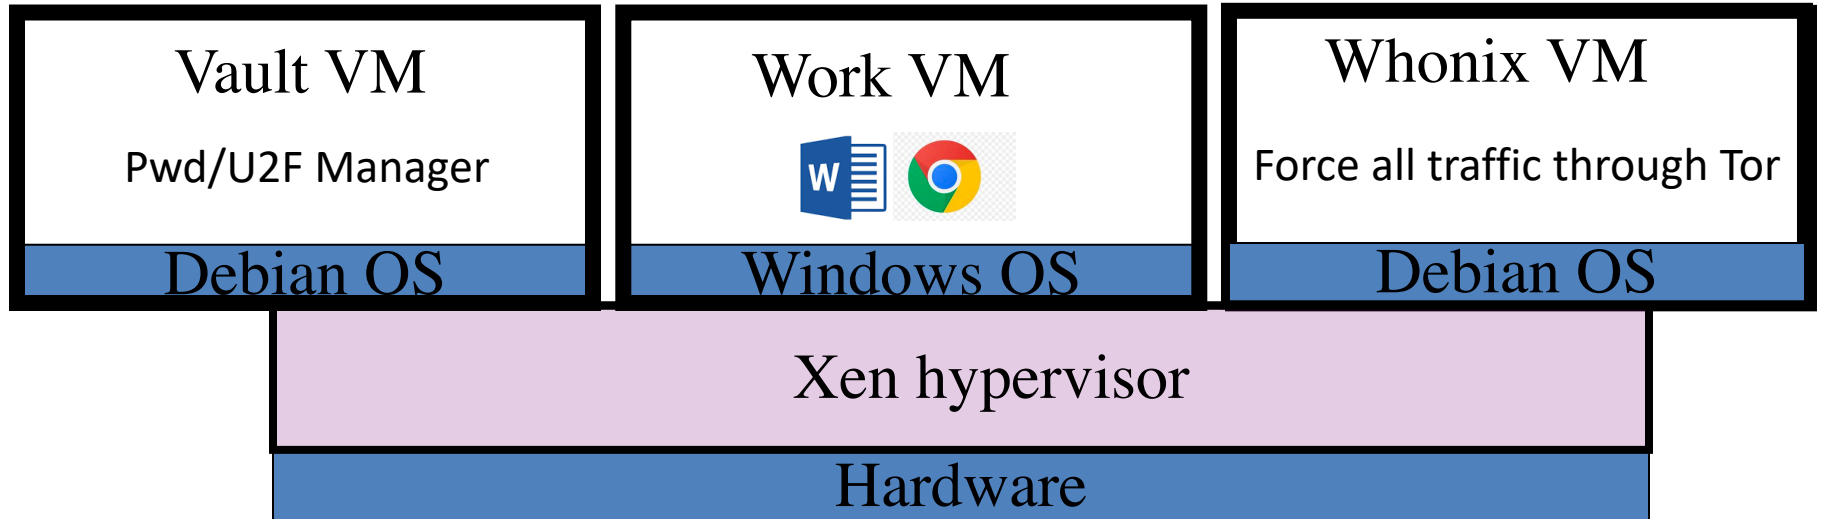 Vault VM
Pwd/U2F Manager
Debian OS
Work VM
W
Windows OS
Whonix VM
Force all traffic through Tor
Debian OS
Xen hypervisor
Hardware